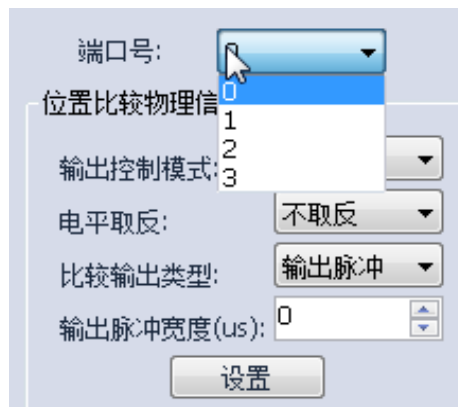 端口号: 0
0
位置比较物理信
1
2
输出控制模式:
3
电平取反: 不取反
比较输出类型: 输出脉冲
输出脉冲宽度(us): 0
设置